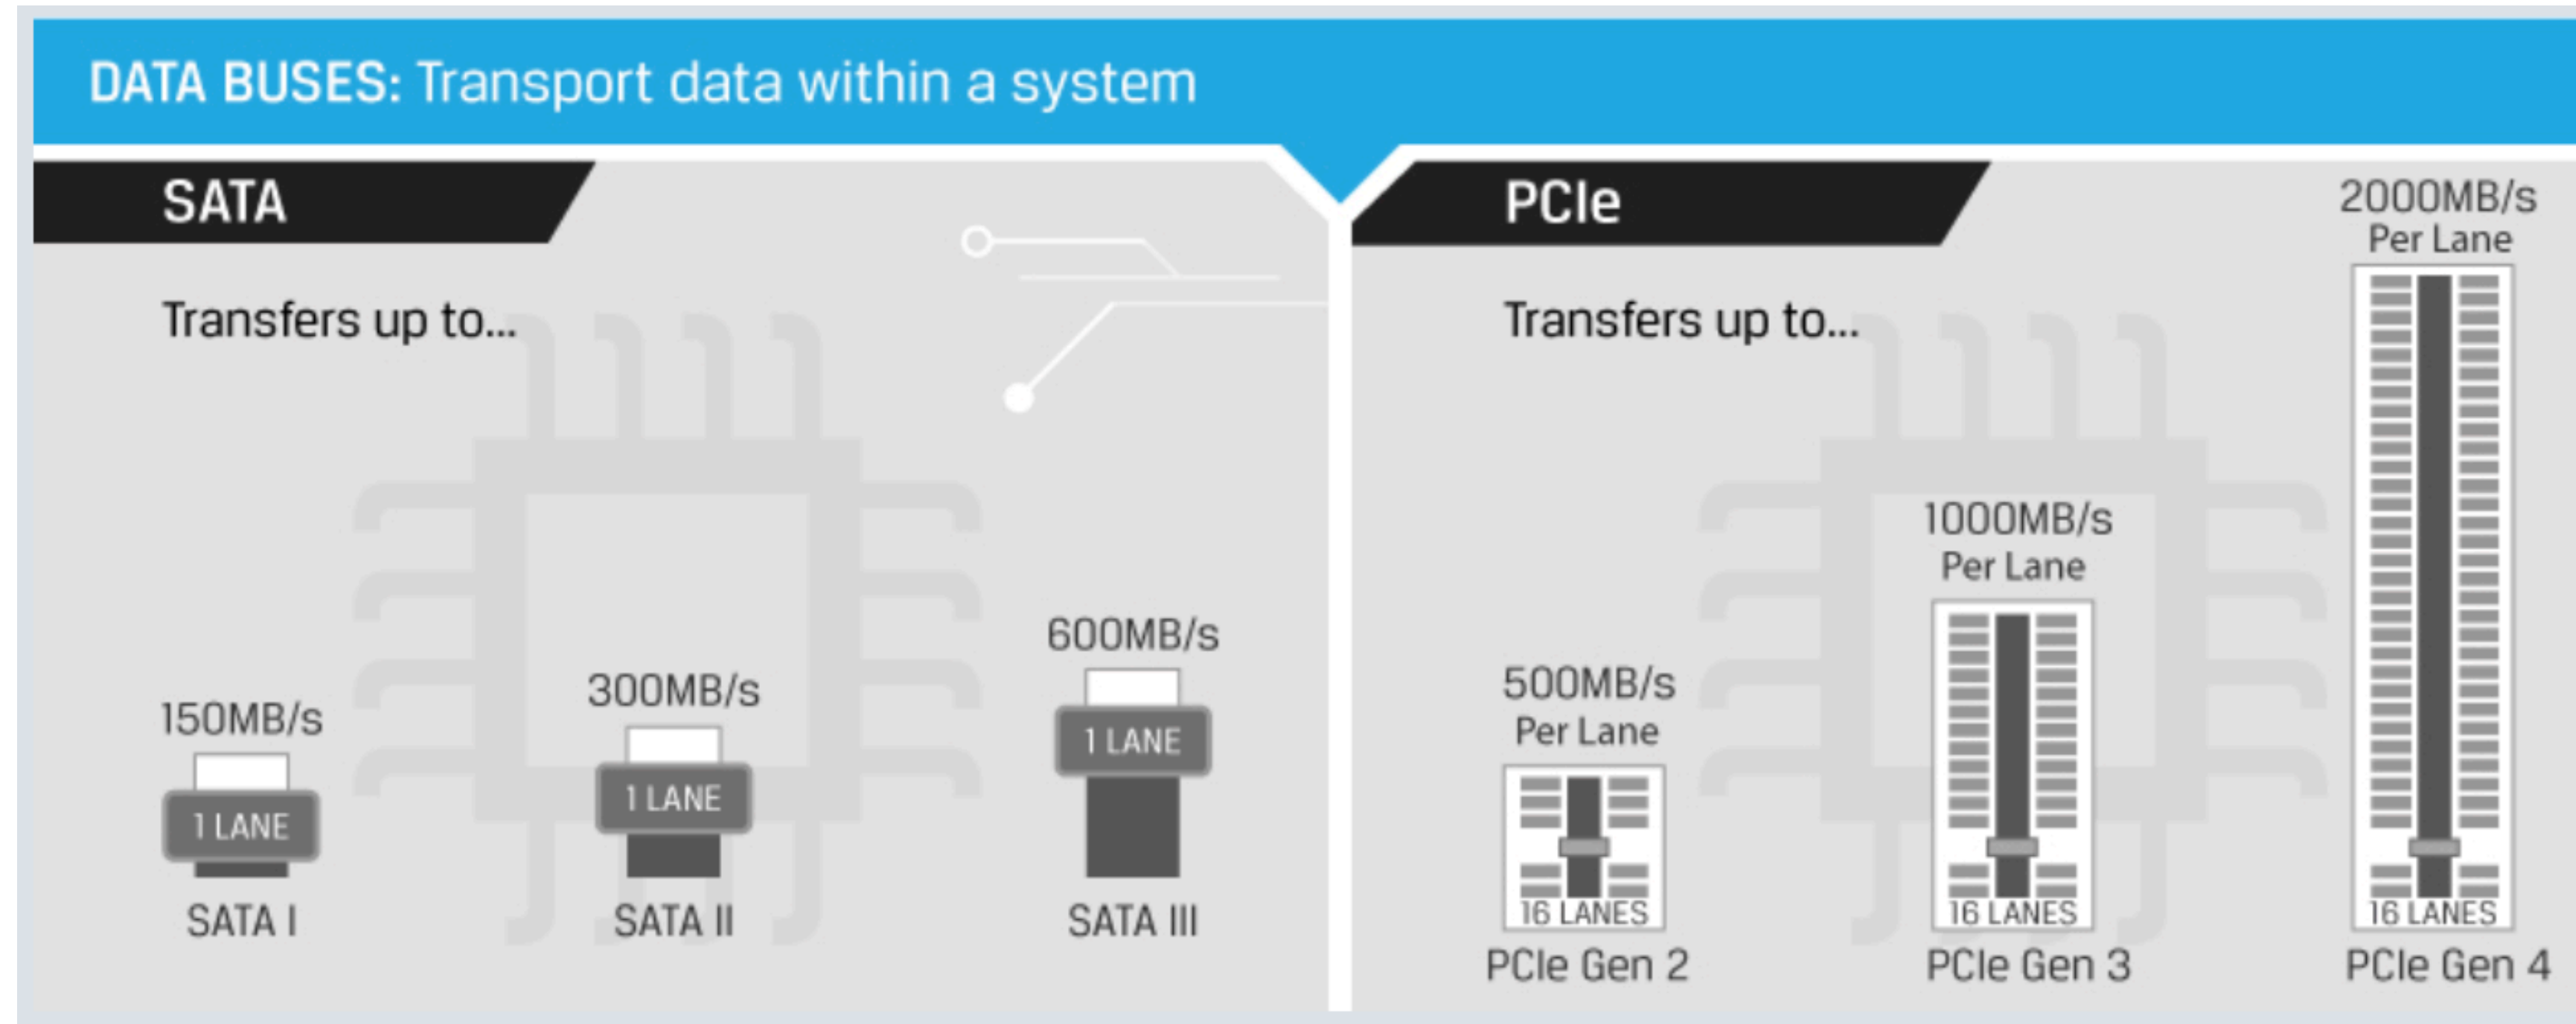 DATA BUSES: Transport data within a system
SATA
Transfers up to...
150MB/s
1 LANE
SATA I
300MB/s
1 LANE
SATA II
600MB/s
1 LANE
SATA III
PCIe
Transfers up to...
500MB/s
Per Lane
16 LANES
PCIe Gen 2
1000MB/s
Per Lane
16 LANES
PCIe Gen 3
2000MB/s
Per Lane
16 LANES
PCIe Gen 4